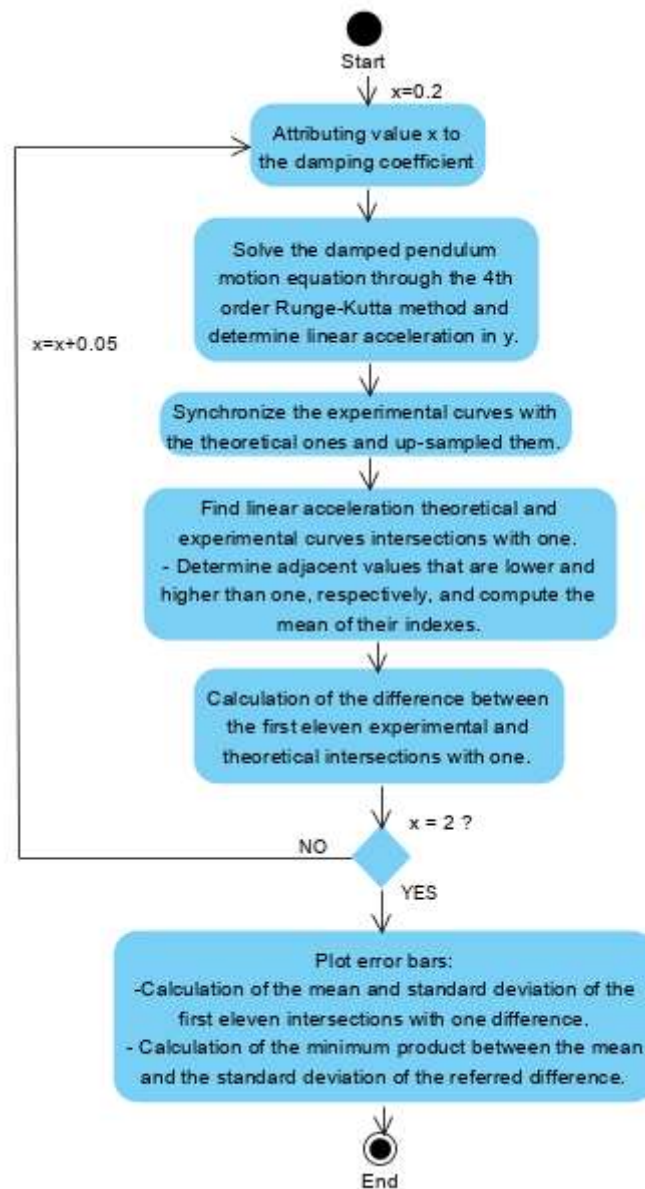 Start
x=0.2
Attributing value x to
the damping coefficient
Solve the damped pendulum
motion equation through the 4th
order Runge-Kutta method and
determine linear acceleration in y.
x=x+0.05
Synchronize the experimental curves with
the theoretical ones and up-sampled them.
Find linear acceleration theoretical and
experimental curves intersections with one.
- Determine adjacent values that are lower and
higher than one, respectively, and compute the
mean of their indexes.
Calculation of the difference between
the first eleven experimental and
theoretical intersections with one.
x = 2 ?
NO
YES
Plot error bars:
-Calculation of the mean and standard deviation of the
first eleven intersections with one difference.
- Calculation of the minimum product between the mean
and the standard deviation of the referred difference.
End